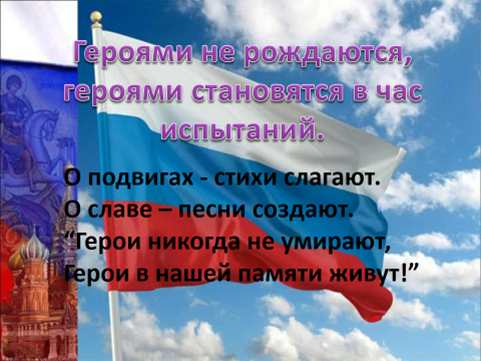 Героями не рождаются,
героями становятся в час
испытаний.
О подвигах - стихи слагают.
О славе – песни создают.
“Герои никогда не умирают,
Герои в нашей памяти живут!”